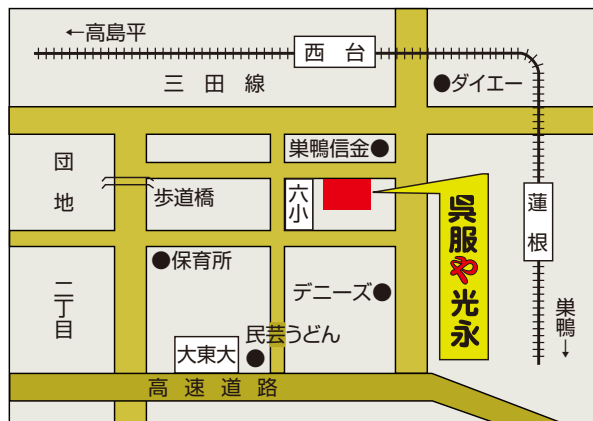 ←高島平
西台
三田線
●ダイエー
巣鴨信金●
団地
歩道橋
六小
呉服や光永
蓮根
●保育所
二丁目
デニーズ●
巣鴨→
民芸うどん
●
大東大
高速道路